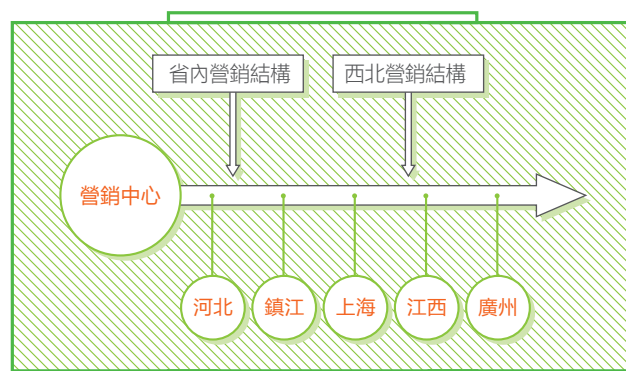 省內營銷結構
西北營銷結構
營銷中心
河北
鎮江
上海
江西
廣州